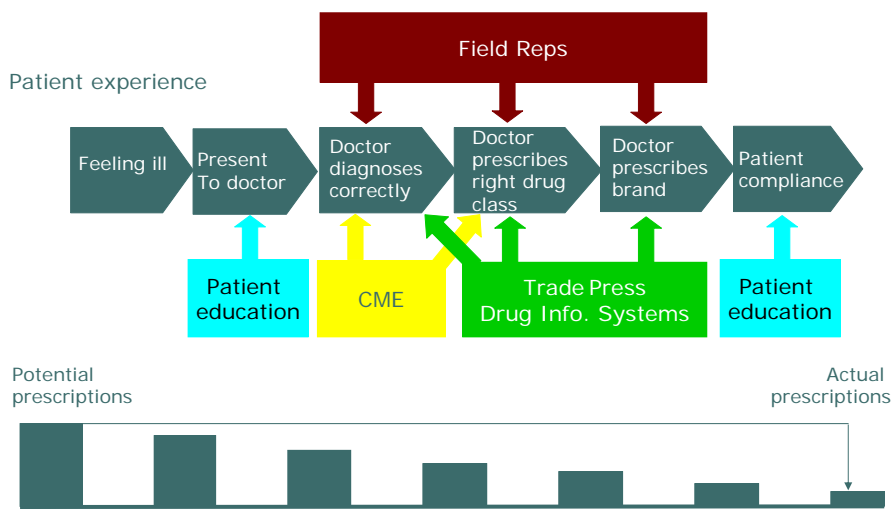 Field Reps
Patient experience
Feeling ill
Present
To doctor
Doctor
diagnoses
correctly
Doctor
prescribes
right drug
class
Doctor
prescribes
brand
Patient
compliance
Patient
education
CME
Trade Press
Drug Info. Systems
Patient
education
Potential
prescriptions
Actual
prescriptions